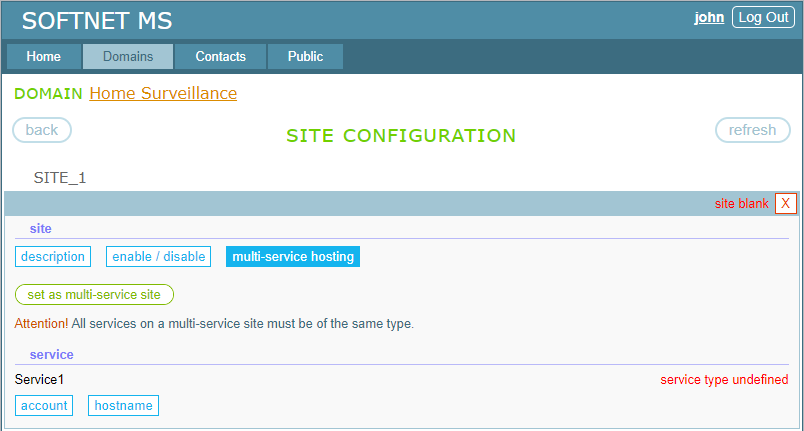 SOFTNET MS
john Log Out
Home Domains Contacts Public
DOMAIN Home Surveillance
back SITE CONFIGURATION refresh
SITE_1
site blank X
site
description enable / disable multi-service hosting
set as multi-service site
Attention! All services on a multi-service site must be of the same type.
service
Service1 service type undefined
account hostname